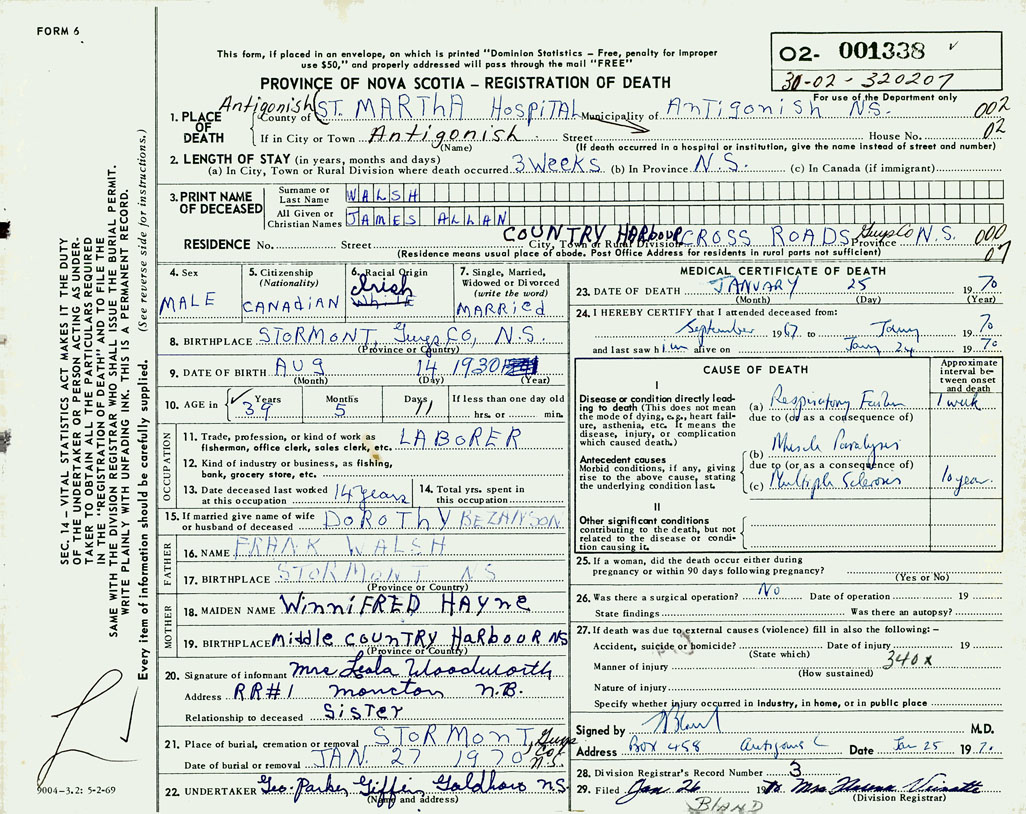 FORM 6
This form, if placed in an envelope, on which is printed "Dominion Statistics – Free, penalty for improper
use $50," and properly addressed will pass through the mail "FREE"
02- 001338
30-02-320207
For use of the Department only
PROVINCE OF NOVA SCOTIA – REGISTRATION OF DEATH
1. PLACE OF DEATH
Antigonish
County of ST. MARTHA HOSPITAL Municipality of ANTIGONISH N.S. 002
If in City or Town Antigonish Street House No. 02
(Name) (If death occurred in a hospital or institution, give the name instead of street and number)
2. LENGTH OF STAY (in years, months and days)
(a) In City, Town or Rural Division where death occurred 3 Weeks (b) In Province N.S. (c) In Canada (if immigrant)
3. PRINT NAME OF DECEASED
Surname or Last Name WALSH
All Given or Christian Names JAMES ALLAN
RESIDENCE No. Street City, Town or Rural Division COUNTRY HARBOUR CROSS ROADS Guys Co Province N.S. 000
07
(Residence means usual place of abode. Post Office Address for residents in rural parts not sufficient)
4. Sex MALE
5. Citizenship (Nationality) CANADIAN
6. Racial Origin Irish White
7. Single, Married, Widowed or Divorced (write the word) MARRIED
8. BIRTHPLACE STORMONT, Guys Co, N.S.
(Province or Country)
9. DATE OF BIRTH AUG 14 1930
(Month) (Day) (Year)
10. AGE in Years 39 Months 5 Days 11 If less than one day old hrs. or min.
OCCUPATION
11. Trade, profession, or kind of work as fisherman, office clerk, sales clerk, etc. LABORER
12. Kind of industry or business, as fishing, bank, grocery store, etc.
13. Date deceased last worked at this occupation 14 years
14. Total yrs. spent in this occupation
15. If married give name of wife or husband of deceased DOROTHY BEZANSON
FATHER
16. NAME FRANK WALSH
17. BIRTHPLACE STORMONT NS
(Province or Country)
MOTHER
18. MAIDEN NAME WINNIFRED HAYNE
19. BIRTHPLACE Middle COUNTRY HARBOUR NS
(Province or Country)
20. Signature of informant Mrs Leola Woodworth
Address RR#1 Moncton N.B.
Relationship to deceased SISTER
21. Place of burial, cremation or removal STORMONT, Guys Co. N.S.
Date of burial or removal JAN. 27 1970
22. UNDERTAKER Geo. Parker Giffin Goldboro NS
(Name and address)
MEDICAL CERTIFICATE OF DEATH
23. DATE OF DEATH JANUARY 25 1970
(Month) (Day) (Year)
24. I HEREBY CERTIFY that I attended deceased from:
September 1967 to Jany 1970
and last saw him alive on Jany 24 1970
CAUSE OF DEATH
Approximate interval between onset and death
I
Disease or condition directly leading to death (This does not mean the mode of dying, e.g., heart failure, asthenia, etc. It means the disease, injury, or complication which caused death.)
(a) Respiratory Failure 1 week
due to (or as a consequence of)
Antecedent causes
Morbid conditions, if any, giving rise to the above cause, stating the underlying condition last.
(b) Muscle Paralysis
due to (or as a consequence of)
(c) Multiple Sclerosis 10 year.
II
Other significant conditions contributing to the death, but not related to the disease or condition causing it.
25. If a woman, did the death occur either during pregnancy or within 90 days following pregnancy?
(Yes or No)
26. Was there a surgical operation? No Date of operation 19
State findings Was there an autopsy?
27. If death was due to external causes (violence) fill in also the following: –
Accident, suicide or homicide? Date of injury 19
(State which)
Manner of injury 340x
(How sustained)
Nature of injury
Specify whether injury occurred in Industry, in home, or in public place
Signed by M.D.
Address Box 458 Antigonish Date Jan 25 1970
28. Division Registrar's Record Number 3
29. Filed Jan 26 1970 Mrs
(Division Registrar)
BLAND
SEC. 14 – VITAL STATISTICS ACT MAKES IT THE DUTY
OF THE UNDERTAKER OR PERSON ACTING AS UNDER-
TAKER TO OBTAIN ALL THE PARTICULARS REQUIRED
IN THE "REGISTRATION OF DEATH" AND TO FILE THE
SAME WITH THE DIVISION REGISTRAR WHO SHALL ISSUE THE BURIAL PERMIT.
WRITE PLAINLY WITH UNFADING INK. THIS IS A PERMANENT RECORD.
Every item of information should be carefully supplied. (See reverse side for instructions.)
9004-3.2: 5-2-69